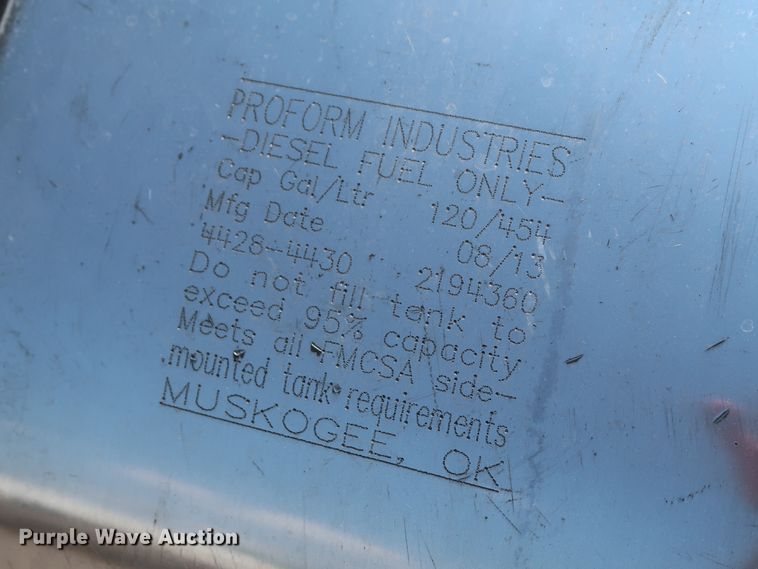 PROFORM INDUSTRIES
-DIESEL FUEL ONLY-
Cap Gal/Ltr 120/454
Mfg Date 08/13
4428-4430 2194360
Do not fill tank to
exceed 95% capacity
Meets all FMCSA side-
mounted tank requirements
MUSKOGEE, OK
Purple Wave Auction®